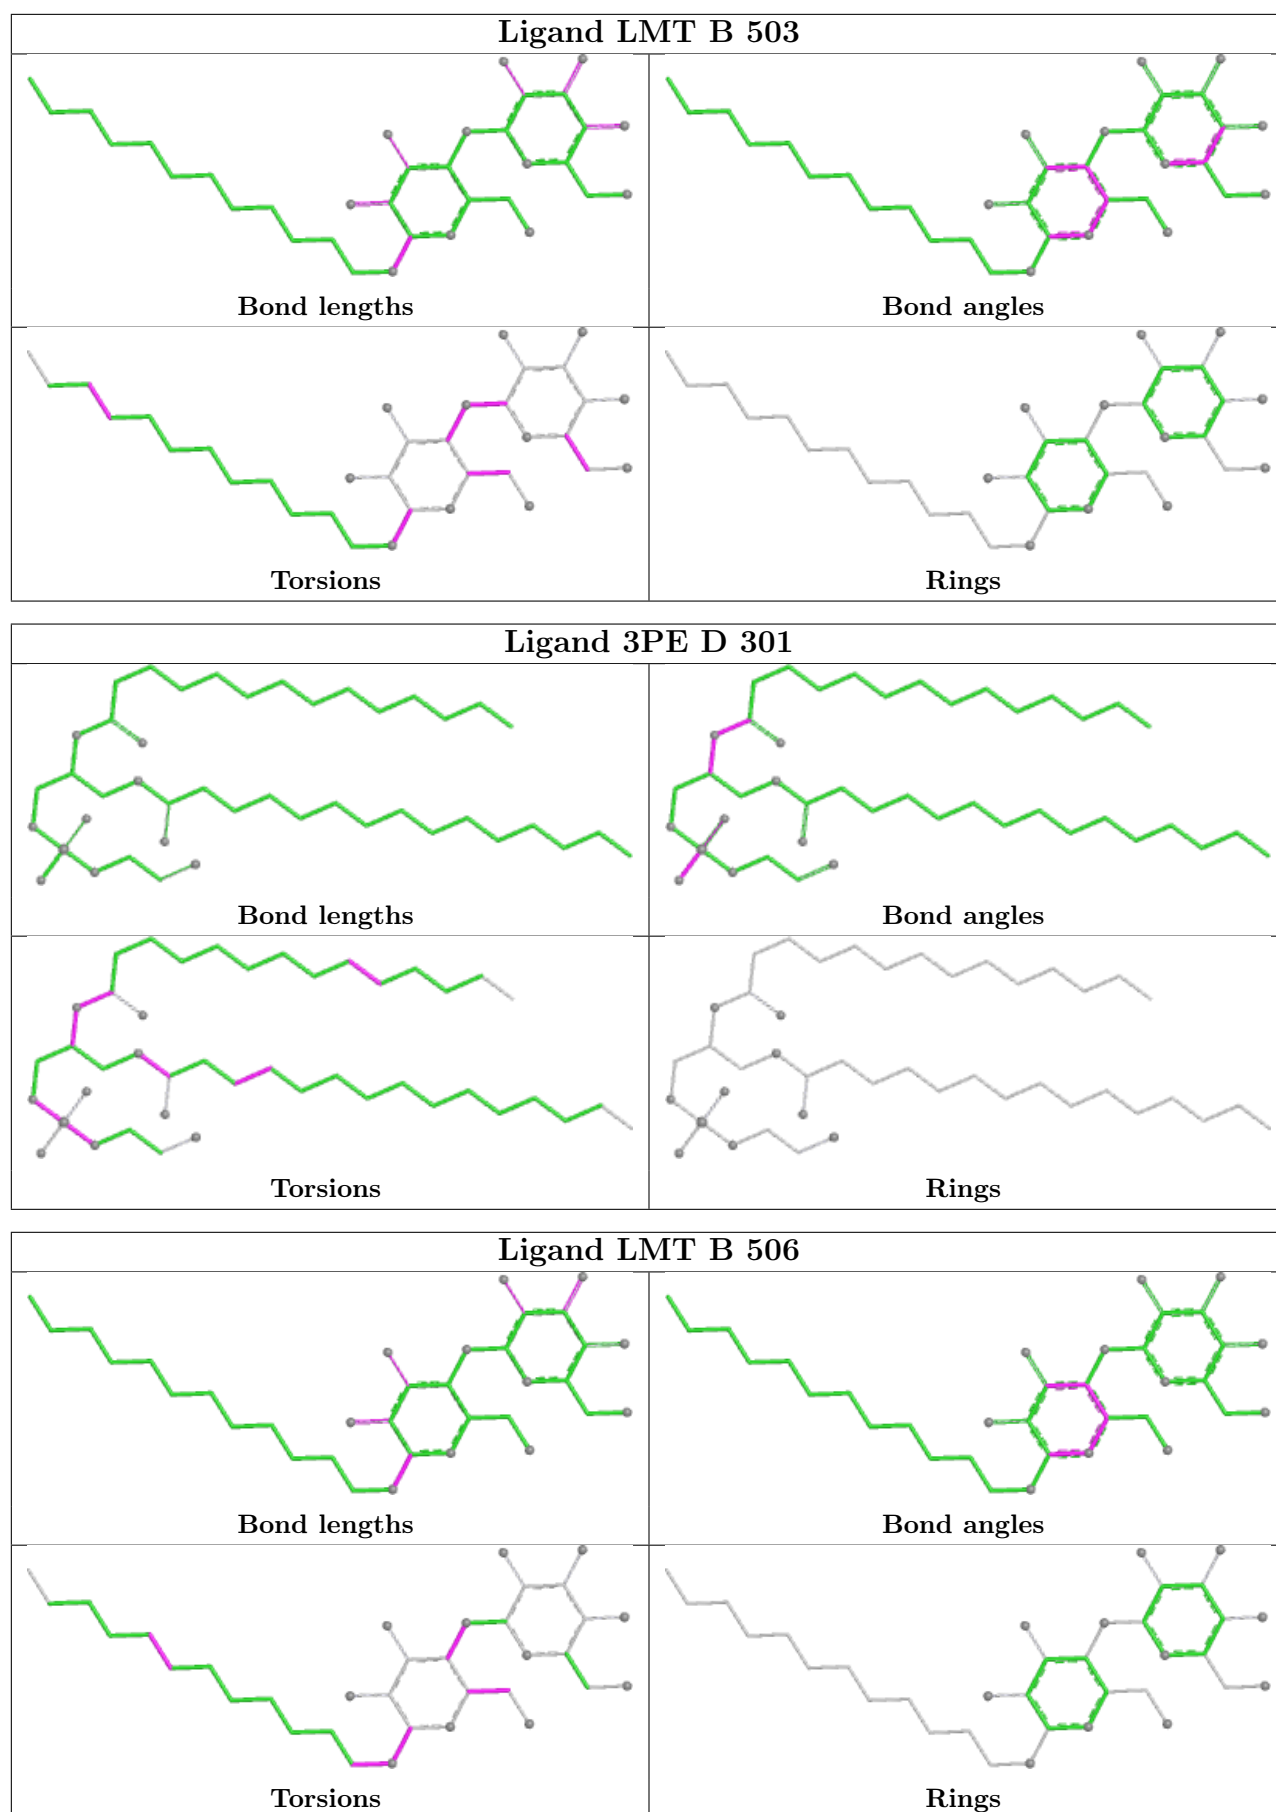 Ligand LMT B 503
Bond lengths
Bond angles
Torsions
Rings
Ligand 3PE D 301
Bond lengths
Bond angles
Torsions
Rings
Ligand LMT B 506
Bond lengths
Bond angles
Torsions
Rings